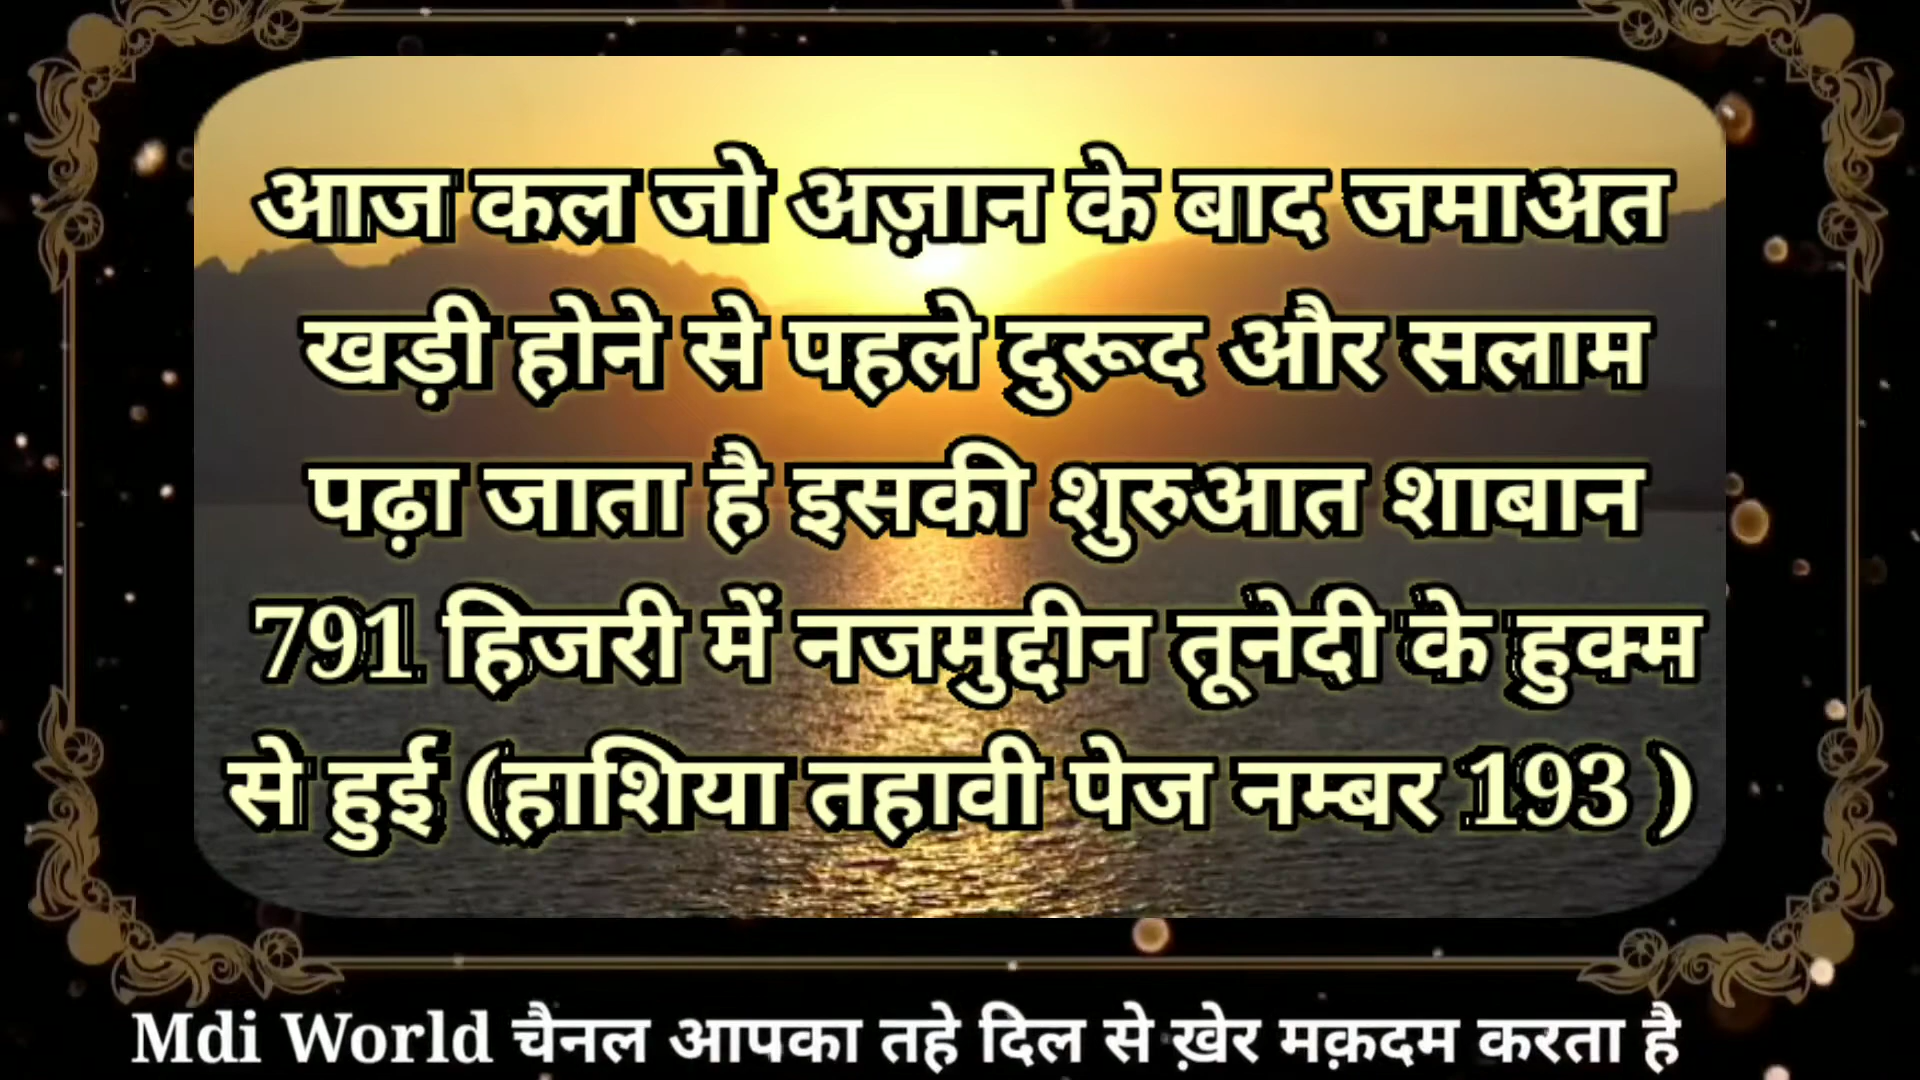 आज कल जो अज़ान के बाद जमाअत
खड़ी होने से पहले दुरूद और सलाम
पढ़ा जाता है इसकी शुरुआत शाबान
791 हिजरी में नजमुद्दीन तूनेदी के हुक्म
से हुई (हाशिया तहावी पेज नम्बर 193 )
Mdi World चैनल आपका तहे दिल से ख़ेर मक़दम करता है